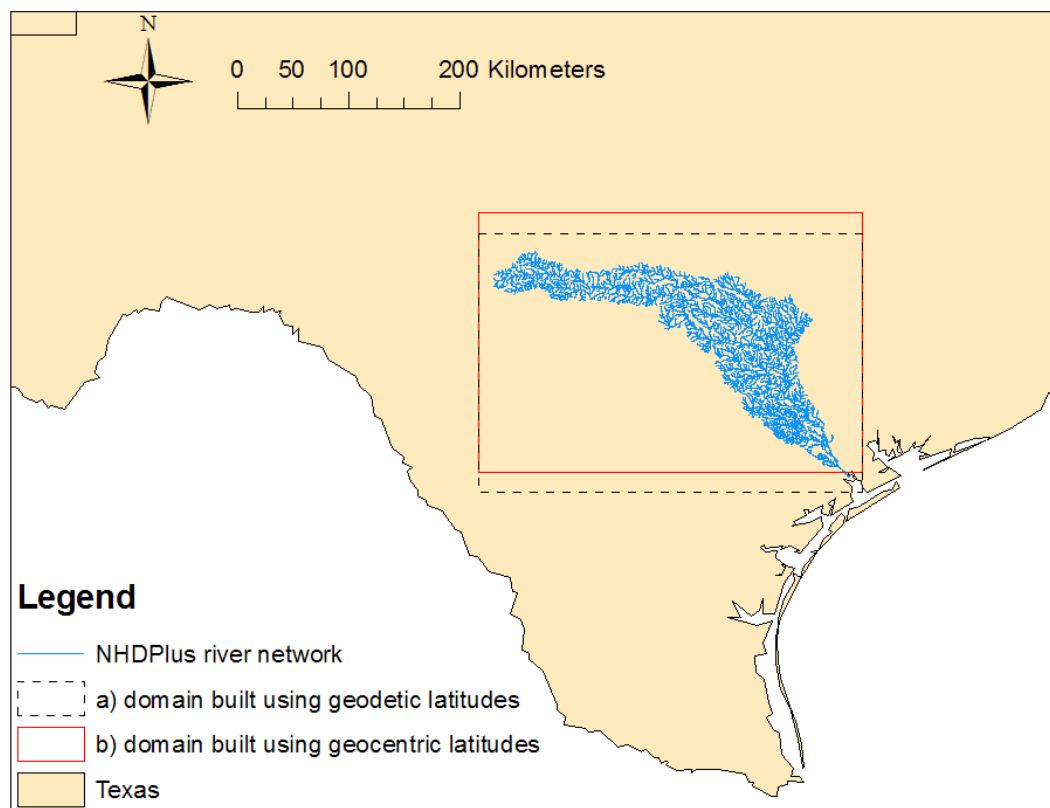 N
0 50 100 200 Kilometers
Legend
NHDPlus river network
a) domain built using geodetic latitudes
b) domain built using geocentric latitudes
Texas